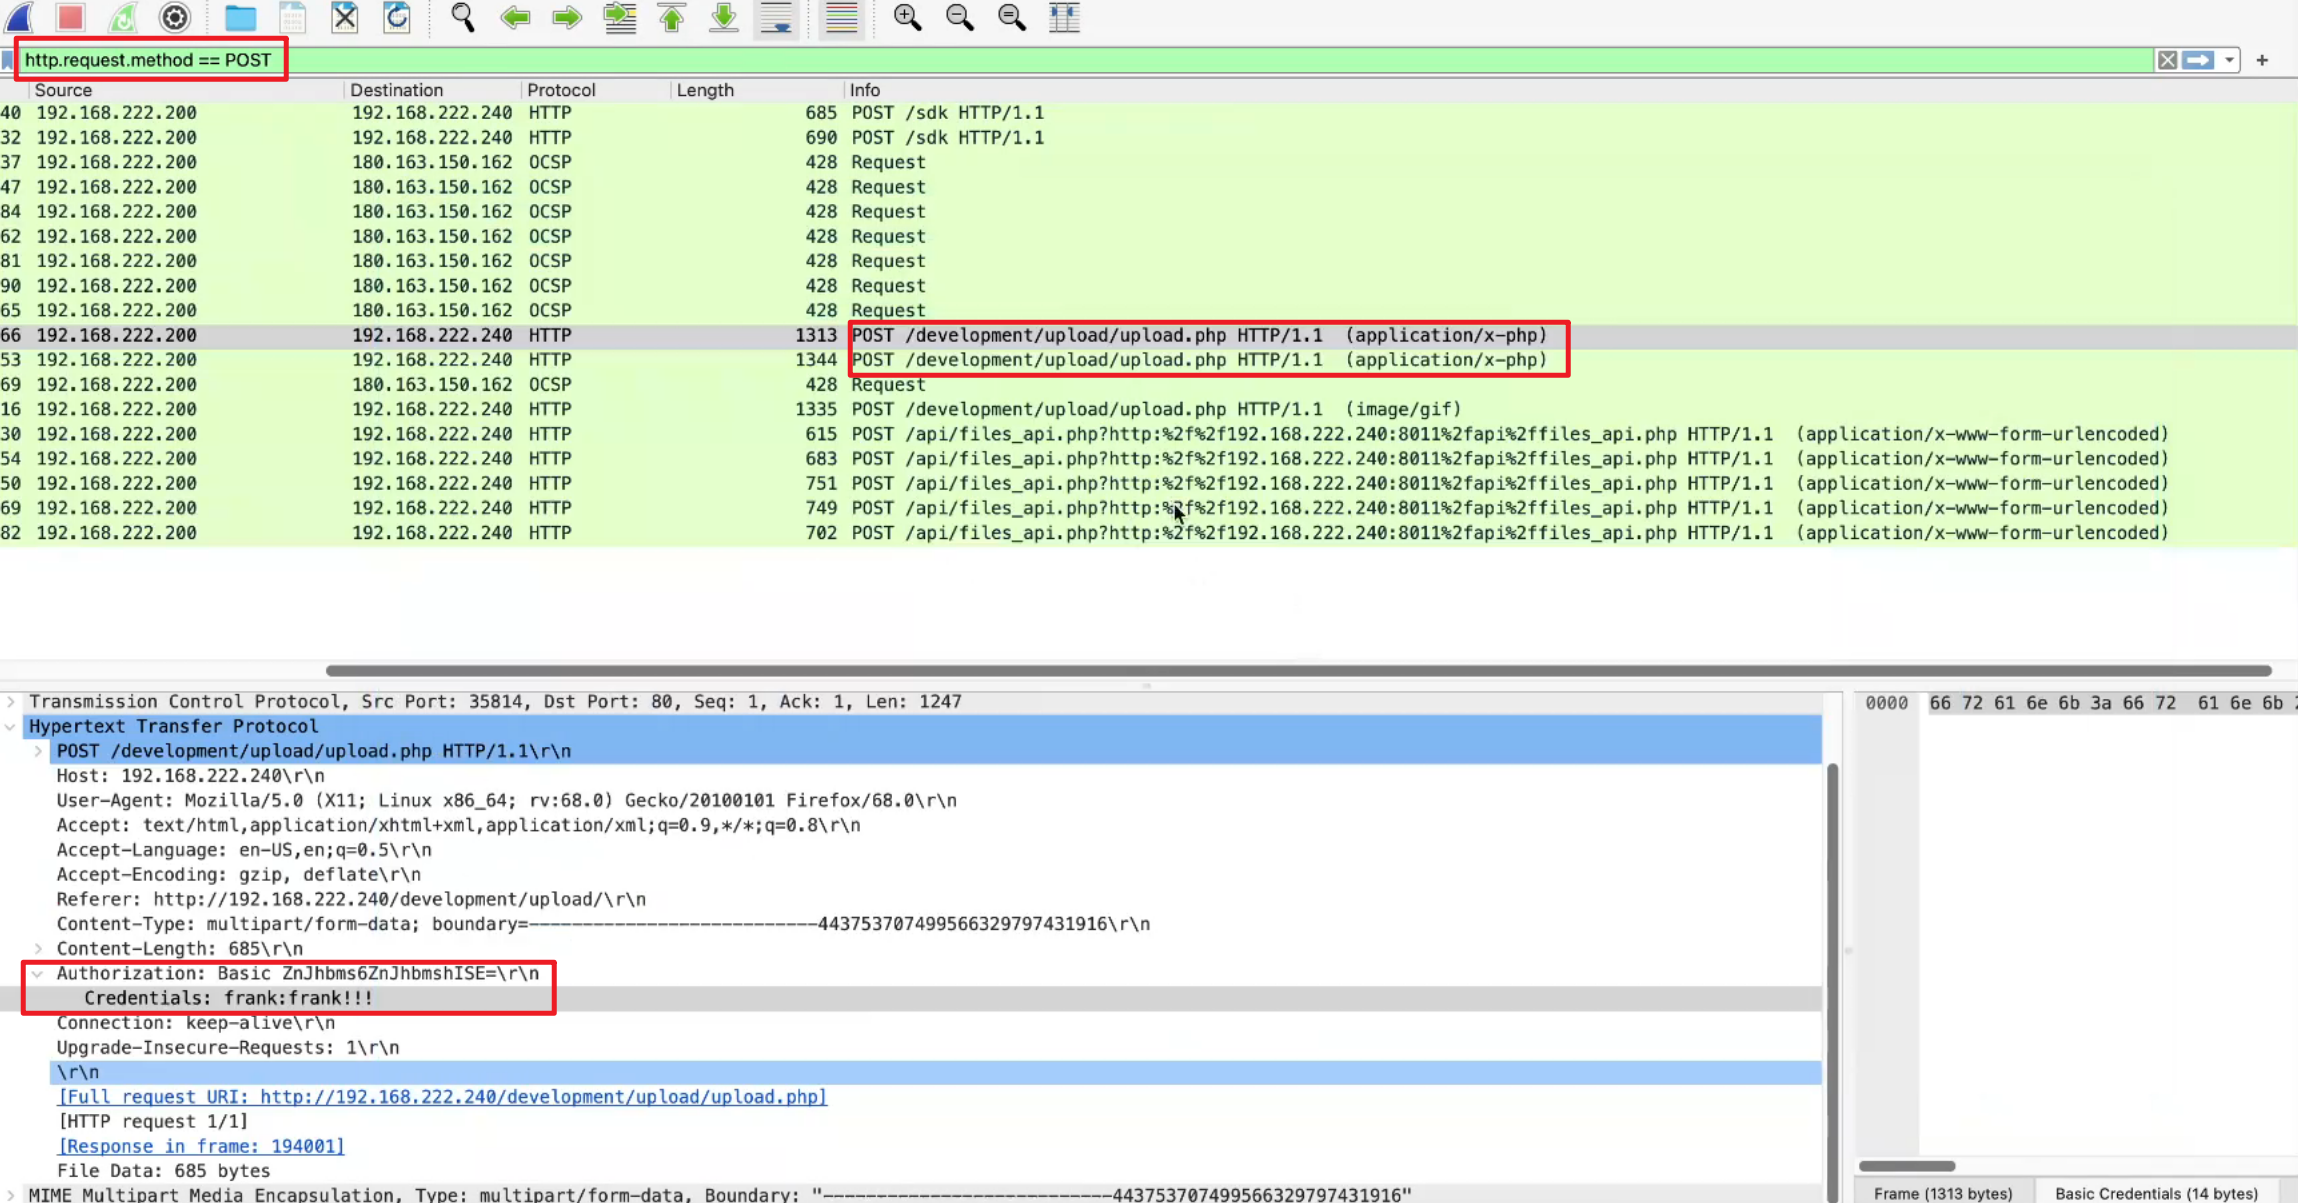 http.request.method == POST
Source Destination Protocol Length Info
40 192.168.222.200 192.168.222.240 HTTP 685 POST /sdk HTTP/1.1
32 192.168.222.200 192.168.222.240 HTTP 690 POST /sdk HTTP/1.1
37 192.168.222.200 180.163.150.162 OCSP 428 Request
47 192.168.222.200 180.163.150.162 OCSP 428 Request
84 192.168.222.200 180.163.150.162 OCSP 428 Request
62 192.168.222.200 180.163.150.162 OCSP 428 Request
81 192.168.222.200 180.163.150.162 OCSP 428 Request
90 192.168.222.200 180.163.150.162 OCSP 428 Request
65 192.168.222.200 180.163.150.162 OCSP 428 Request
66 192.168.222.200 192.168.222.240 HTTP 1313 POST /development/upload/upload.php HTTP/1.1 (application/x-php)
53 192.168.222.200 192.168.222.240 HTTP 1344 POST /development/upload/upload.php HTTP/1.1 (application/x-php)
69 192.168.222.200 180.163.150.162 OCSP 428 Request
16 192.168.222.200 192.168.222.240 HTTP 1335 POST /development/upload/upload.php HTTP/1.1 (image/gif)
30 192.168.222.200 192.168.222.240 HTTP 615 POST /api/files_api.php?http:%2f%2f192.168.222.240:8011%2fapi%2ffiles_api.php HTTP/1.1 (application/x-www-form-urlencoded)
54 192.168.222.200 192.168.222.240 HTTP 683 POST /api/files_api.php?http:%2f%2f192.168.222.240:8011%2fapi%2ffiles_api.php HTTP/1.1 (application/x-www-form-urlencoded)
50 192.168.222.200 192.168.222.240 HTTP 751 POST /api/files_api.php?http:%2f%2f192.168.222.240:8011%2fapi%2ffiles_api.php HTTP/1.1 (application/x-www-form-urlencoded)
69 192.168.222.200 192.168.222.240 HTTP 749 POST /api/files_api.php?http:%2f%2f192.168.222.240:8011%2fapi%2ffiles_api.php HTTP/1.1 (application/x-www-form-urlencoded)
82 192.168.222.200 192.168.222.240 HTTP 702 POST /api/files_api.php?http:%2f%2f192.168.222.240:8011%2fapi%2ffiles_api.php HTTP/1.1 (application/x-www-form-urlencoded)
Transmission Control Protocol, Src Port: 35814, Dst Port: 80, Seq: 1, Ack: 1, Len: 1247
Hypertext Transfer Protocol
POST /development/upload/upload.php HTTP/1.1\r\n
Host: 192.168.222.240\r\n
User-Agent: Mozilla/5.0 (X11; Linux x86_64; rv:68.0) Gecko/20100101 Firefox/68.0\r\n
Accept: text/html,application/xhtml+xml,application/xml;q=0.9,*/*;q=0.8\r\n
Accept-Language: en-US,en;q=0.5\r\n
Accept-Encoding: gzip, deflate\r\n
Referer: http://192.168.222.240/development/upload/\r\n
Content-Type: multipart/form-data; boundary=---------------------------443753707499566329797431916\r\n
Content-Length: 685\r\n
Authorization: Basic ZnJhbms6ZnJhbmshISE=\r\n
Credentials: frank:frank!!!
Connection: keep-alive\r\n
Upgrade-Insecure-Requests: 1\r\n
\r\n
[Full request URI: http://192.168.222.240/development/upload/upload.php]
[HTTP request 1/1]
[Response in frame: 194001]
File Data: 685 bytes
MIME Multipart Media Encapsulation, Type: multipart/form-data, Boundary: "---------------------------443753707499566329797431916"
0000 66 72 61 6e 6b 3a 66 72 61 6e 6b
Frame (1313 bytes) Basic Credentials (14 bytes)